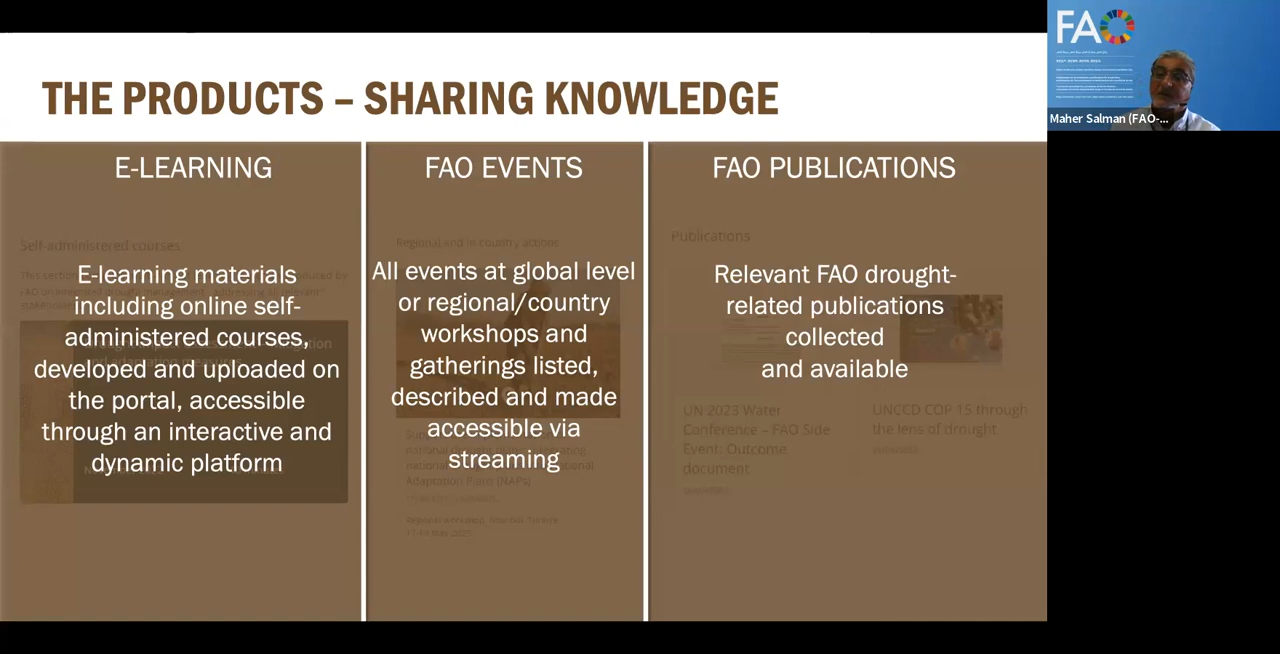 THE PRODUCTS – SHARING KNOWLEDGE
E-LEARNING
Self-administered courses
E-learning materials
including online self-
administered courses,
developed and uploaded on
the portal, accessible
through an interactive and
dynamic platform
FAO EVENTS
Regional and in country actions
All events at global level
or regional/country
workshops and
gatherings listed,
described and made
accessible via
streaming
Adaptation Plans (NAPs)
FAO PUBLICATIONS
Publications
Relevant FAO drought-
related publications
collected
and available
UN 2023 Water
Conference – FAO Side
Event: Outcome
document
UNCCD COP 15 through
the lens of drought
FAO
Maher Salman (FAO-...